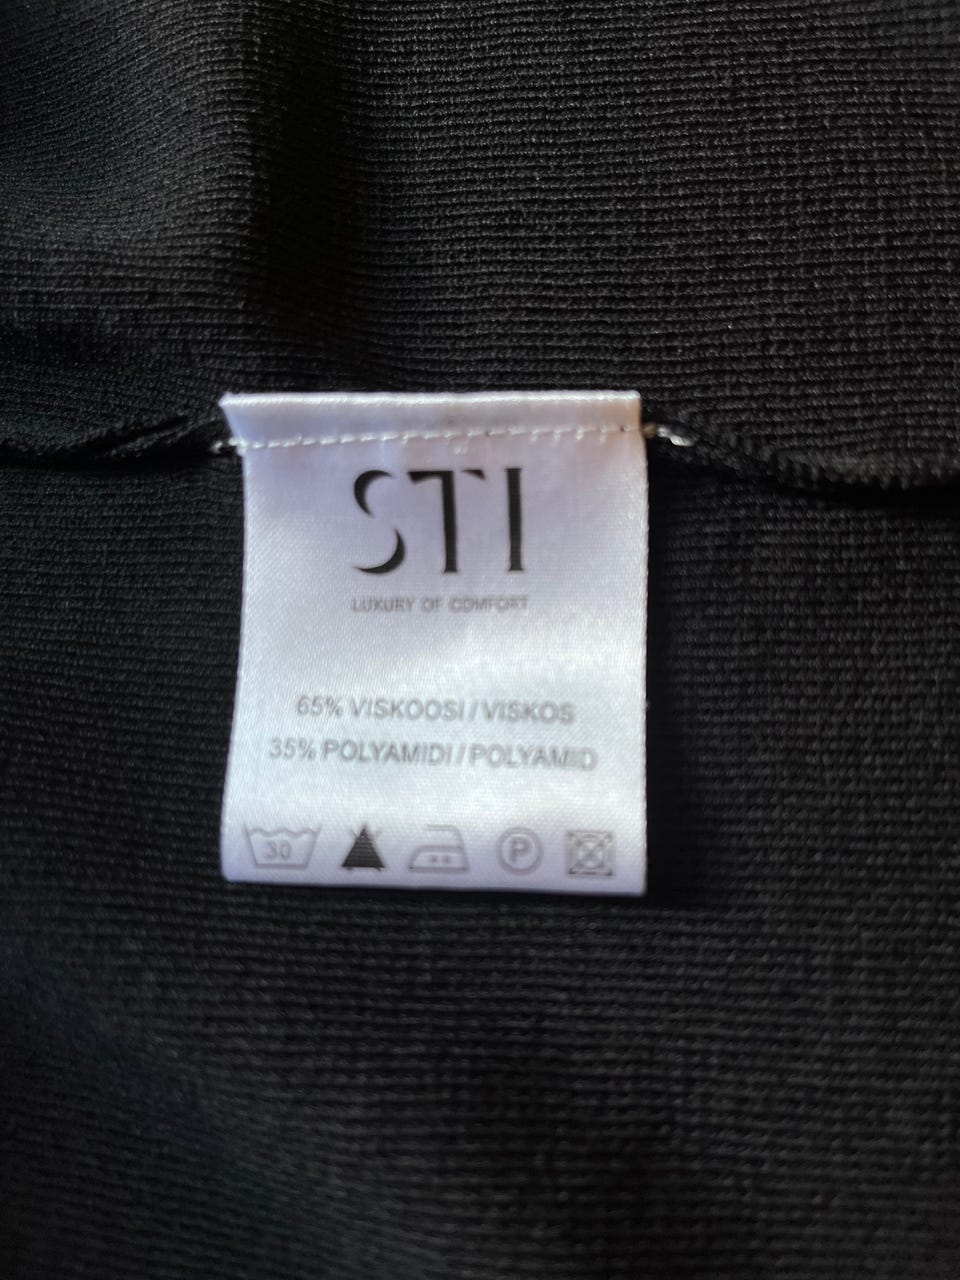 STI
LUXURY OF COMFORT
65% VISKOOSI / VISKOS
35% POLYAMIDI / POLYAMID
30 P